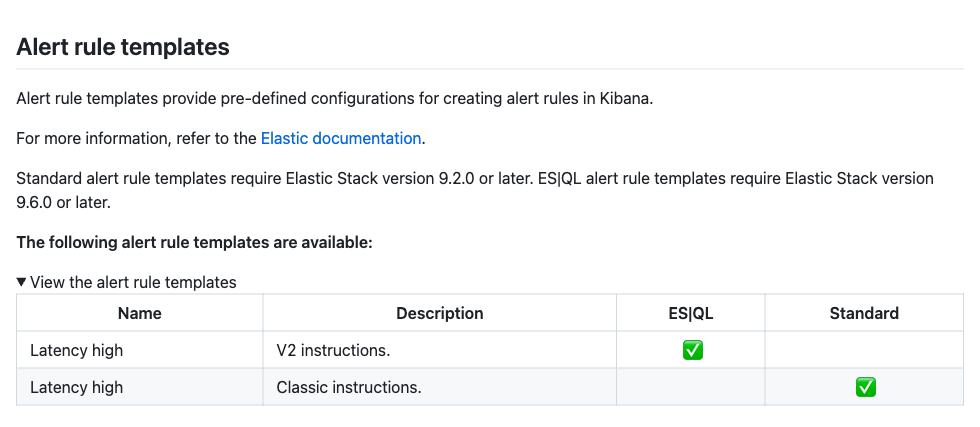 Alert rule templates
Alert rule templates provide pre-defined configurations for creating alert rules in Kibana.
For more information, refer to the Elastic documentation.
Standard alert rule templates require Elastic Stack version 9.2.0 or later. ES|QL alert rule templates require Elastic Stack version
9.6.0 or later.
The following alert rule templates are available:
▼ View the alert rule templates
Name Description ES|QL Standard
Latency high V2 instructions. ✅
Latency high Classic instructions. ✅